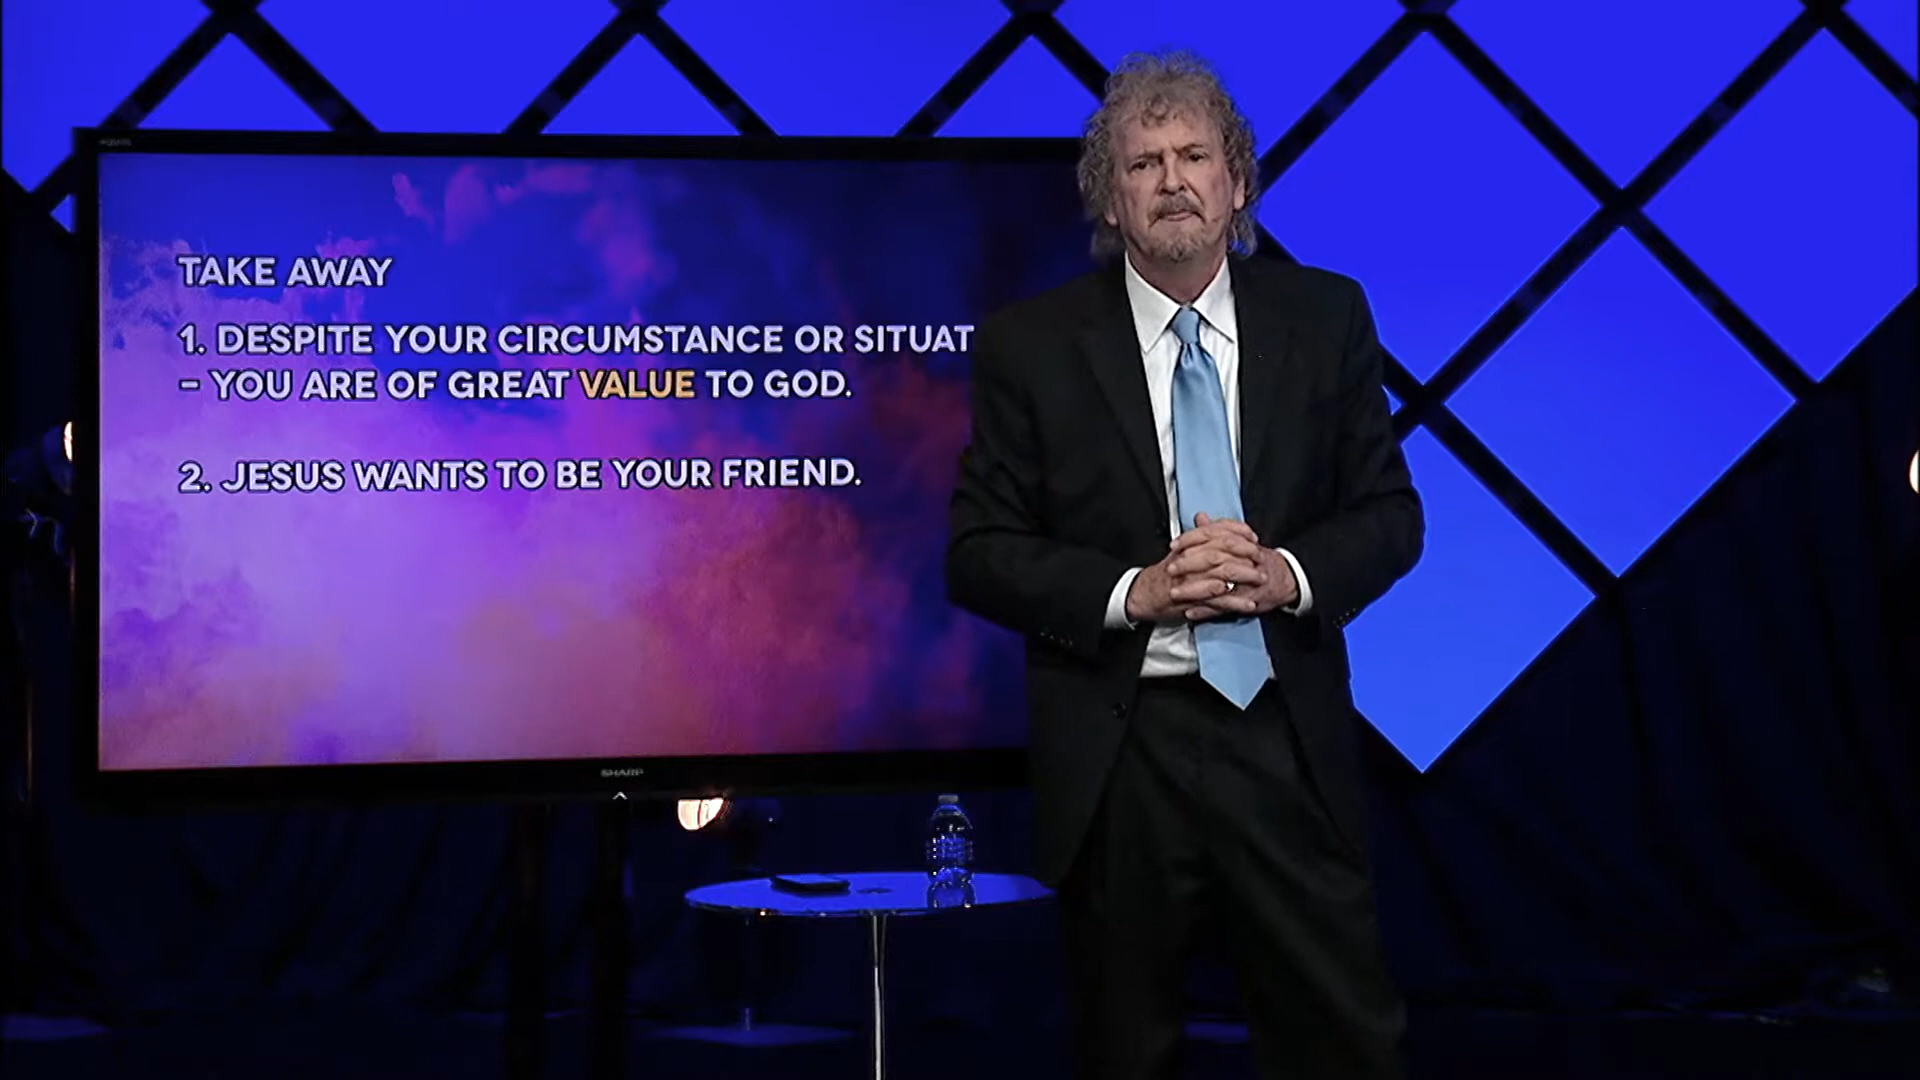 TAKE AWAY
1. DESPITE YOUR CIRCUMSTANCE OR SITUAT
- YOU ARE OF GREAT VALUE TO GOD.
2. JESUS WANTS TO BE YOUR FRIEND.
SHARP